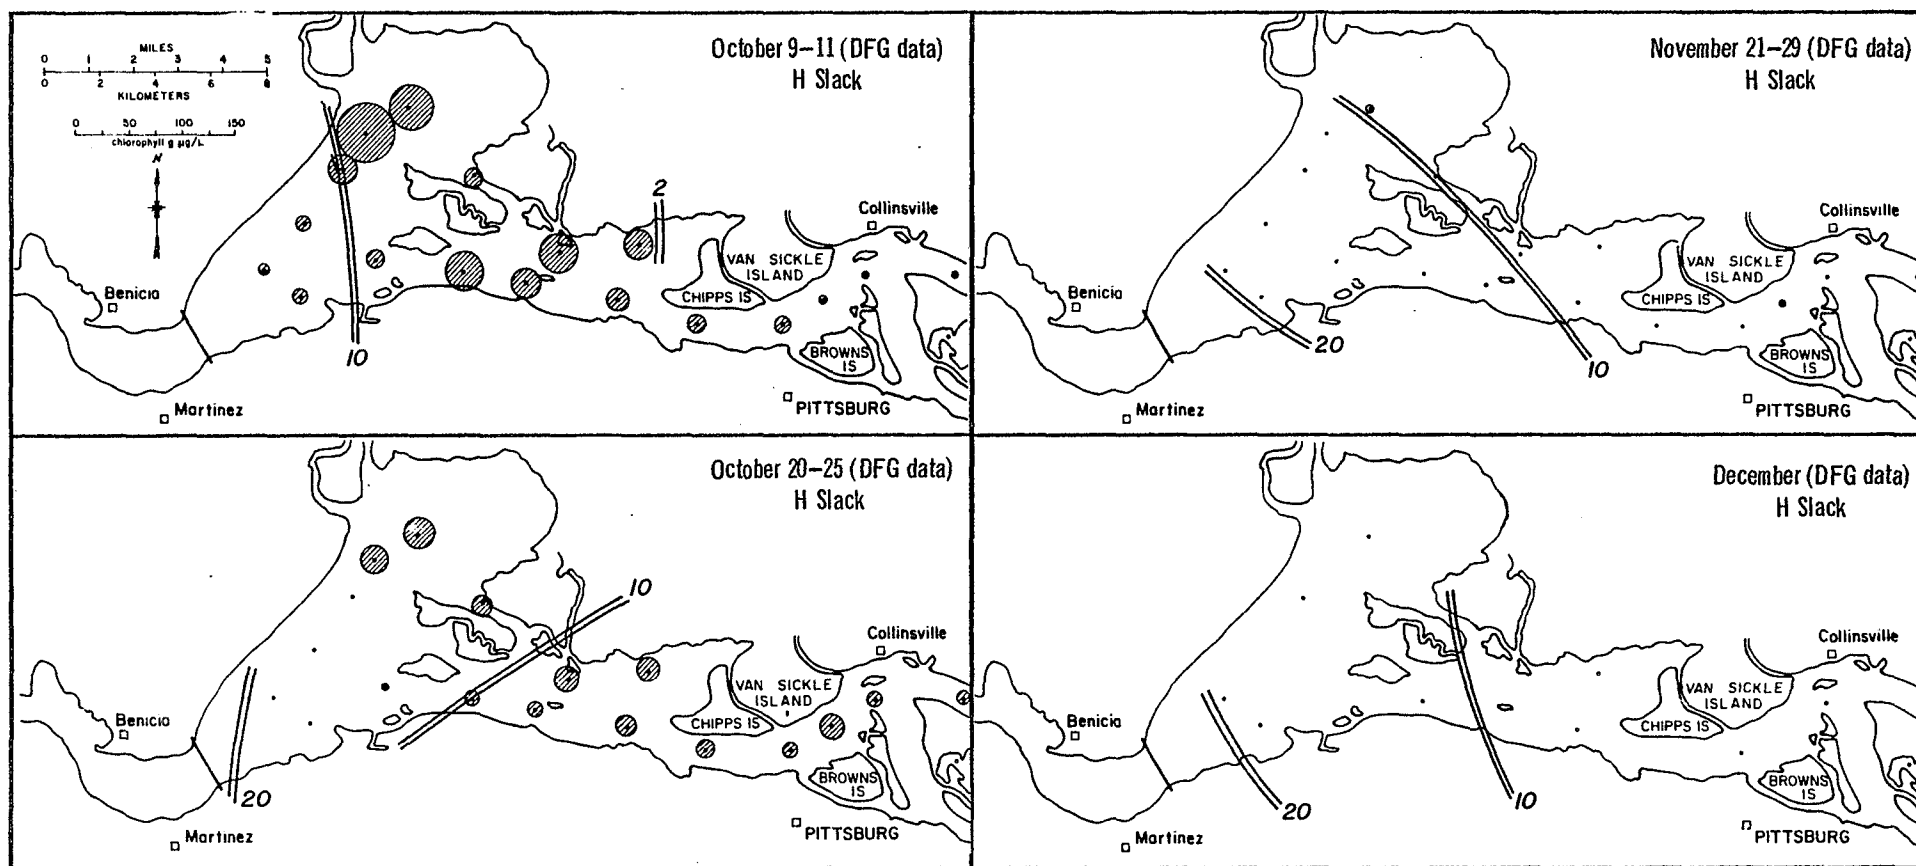 October 9–11 (DFG data)
H Slack
MILES
0 1 2 3 4 5
0 2 4 6 8
KILOMETERS
0 50 100 150
chlorophyll g µg/L
N
2
Collinsville
VAN SICKLE
ISLAND
CHIPPS IS
Benicia
10
BROWNS
IS
Martinez
PITTSBURG
November 21–29 (DFG data)
H Slack
Collinsville
VAN SICKLE
ISLAND
CHIPPS IS
Benicia
20
10
BROWNS
IS
Martinez
PITTSBURG
October 20–25 (DFG data)
H Slack
10
Collinsville
VAN SICKLE
ISLAND
CHIPPS IS
Benicia
20
BROWNS
IS
Martinez
PITTSBURG
December (DFG data)
H Slack
Collinsville
VAN SICKLE
ISLAND
CHIPPS IS
Benicia
20
10
BROWNS
IS
Martinez
PITTSBURG